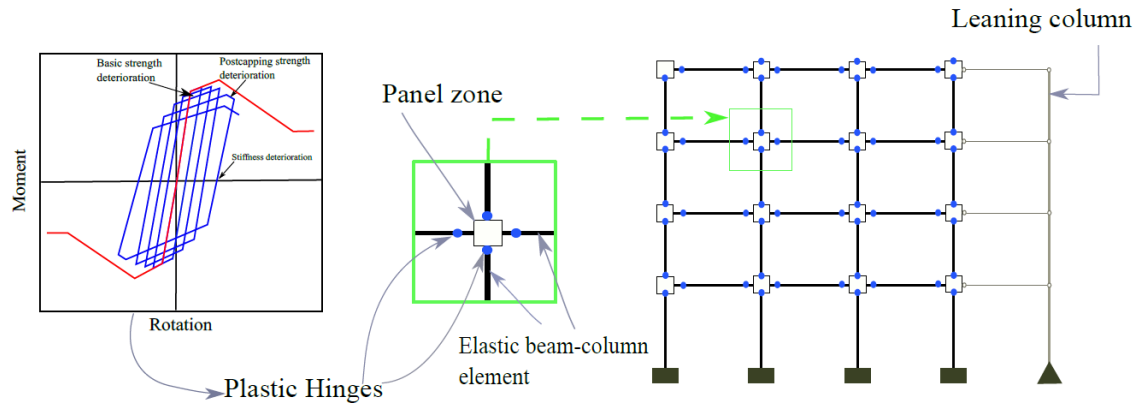 Basic strength
deterioration
Postcapping strength
deterioration
Stiffness deterioration
Moment
Rotation
Panel zone
Plastic Hinges
Elastic beam-column
element
Leaning column